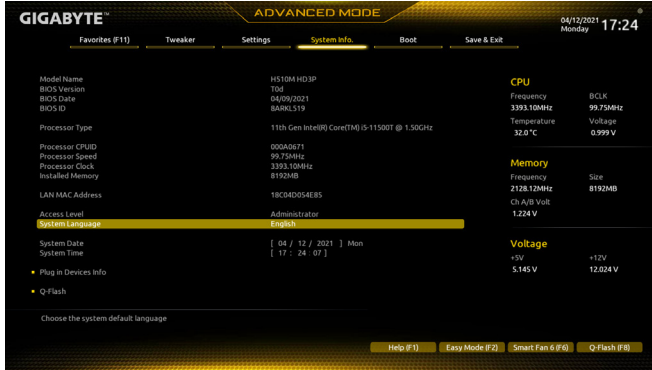 GIGABYTE™
ADVANCED MODE
04/12/2021
Monday
17:24
Favorites (F11) Tweaker Settings System Info. Boot Save & Exit
Model Name H510M HD3P
BIOS Version T0d
BIOS Date 04/09/2021
BIOS ID 8ARKL519
Processor Type 11th Gen Intel(R) Core(TM) i5-11500T @ 1.50GHz
Processor CPUID 000A0671
Processor Speed 99.75MHz
Processor Clock 3393.10MHz
Installed Memory 8192MB
LAN MAC Address 18C04D054E85
Access Level Administrator
System Language English
System Date [ 04 / 12 / 2021 ] Mon
System Time [ 17 : 24 : 07 ]
Plug in Devices Info
Q-Flash
Choose the system default language
CPU
Frequency BCLK
3393.10MHz 99.75MHz
Temperature Voltage
32.0 °C 0.999 V
Memory
Frequency Size
2128.12MHz 8192MB
Ch A/B Volt
1.224 V
Voltage
+5V +12V
5.145 V 12.024 V
Help (F1) Easy Mode (F2) Smart Fan 6 (F6) Q-Flash (F8)